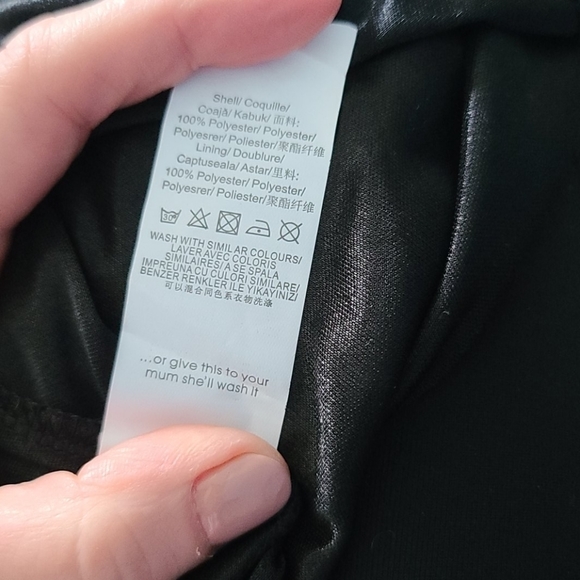 Shell/ Coquille/
Coajă/ Kabuk/ 面料:
100% Polyester/ Polyester/
Polyesrer/ Poliester/聚酯纤维
Lining/ Doublure/
Captuseala/ Astar/里料:
100% Polyester/ Polyester/
Polyesrer/ Poliester/聚酯纤维
30°
WASH WITH SIMILAR COLOURS/
LAVER AVEC COLORIS
SIMILAIRES/ A SE SPALA
IMPREUNA CU CULORI SIMILARE/
BENZER RENKLER ILE YIKAYINIZ/
可以混合同色系衣物洗涤
...or give this to your
mum she'll wash it